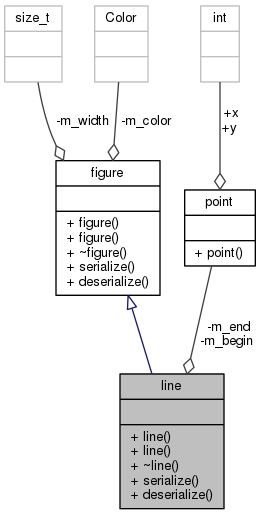 size_t
Color
int
-m_width
-m_color
+x
+y
figure
+ figure()
+ figure()
+ ~figure()
+ serialize()
+ deserialize()
point
+ point()
-m_end
-m_begin
line
+ line()
+ line()
+ ~line()
+ serialize()
+ deserialize()